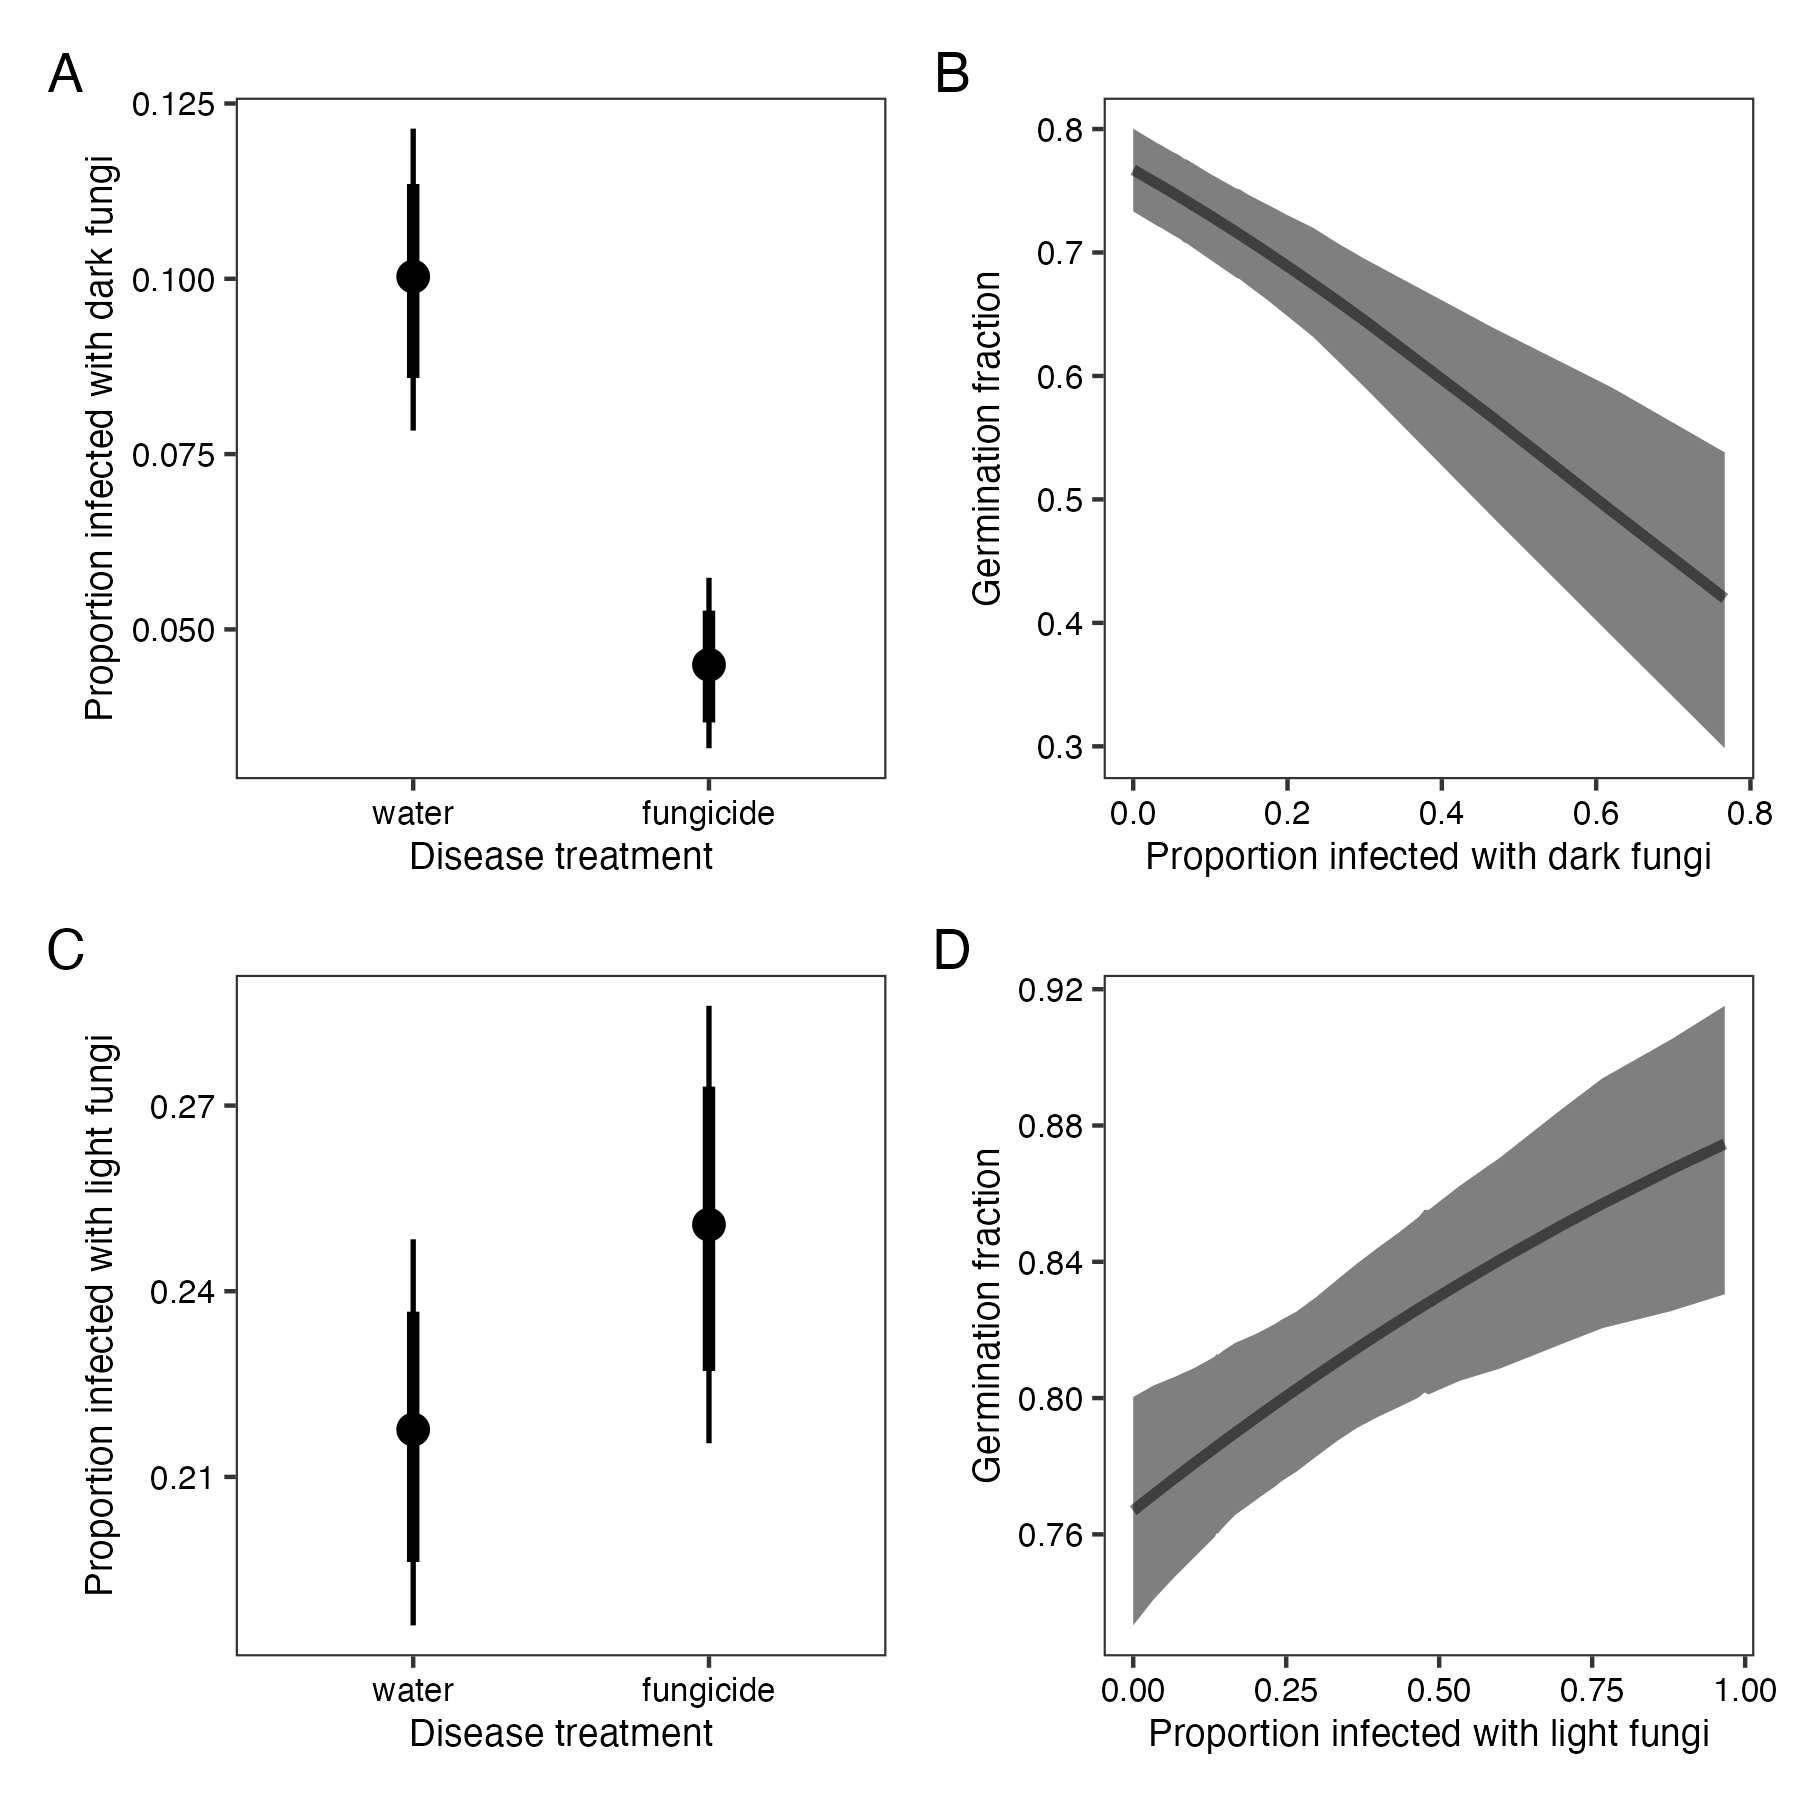 A
0.125
0.100
0.075
0.050
Proportion infected with dark fungi
water fungicide
Disease treatment
B
0.8
0.7
0.6
0.5
0.4
0.3
Germination fraction
0.0 0.2 0.4 0.6 0.8
Proportion infected with dark fungi
C
0.27
0.24
0.21
Proportion infected with light fungi
water fungicide
Disease treatment
D
0.92
0.88
0.84
0.80
0.76
Germination fraction
0.00 0.25 0.50 0.75 1.00
Proportion infected with light fungi